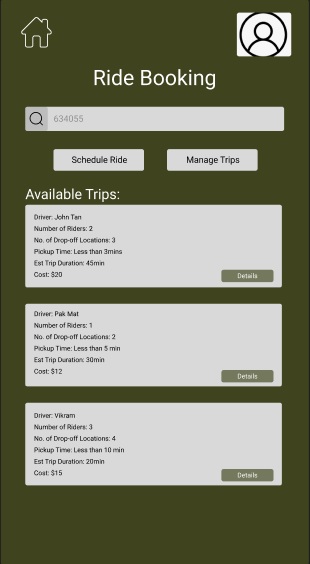 Ride Booking
634055
Schedule Ride
Manage Trips
Available Trips:
Driver: John Tan
Number of Riders: 2
No. of Drop-off Locations: 3
Pickup Time: Less than 3mins
Est Trip Duration: 45min
Cost: $20
Details
Driver: Pak Mat
Number of Riders: 1
No. of Drop-off Locations: 2
Pickup Time: Less than 5 min
Est Trip Duration: 30min
Cost: $12
Details
Driver: Vikram
Number of Riders: 3
No. of Drop-off Locations: 4
Pickup Time: Less than 10 min
Est Trip Duration: 20min
Cost: $15
Details